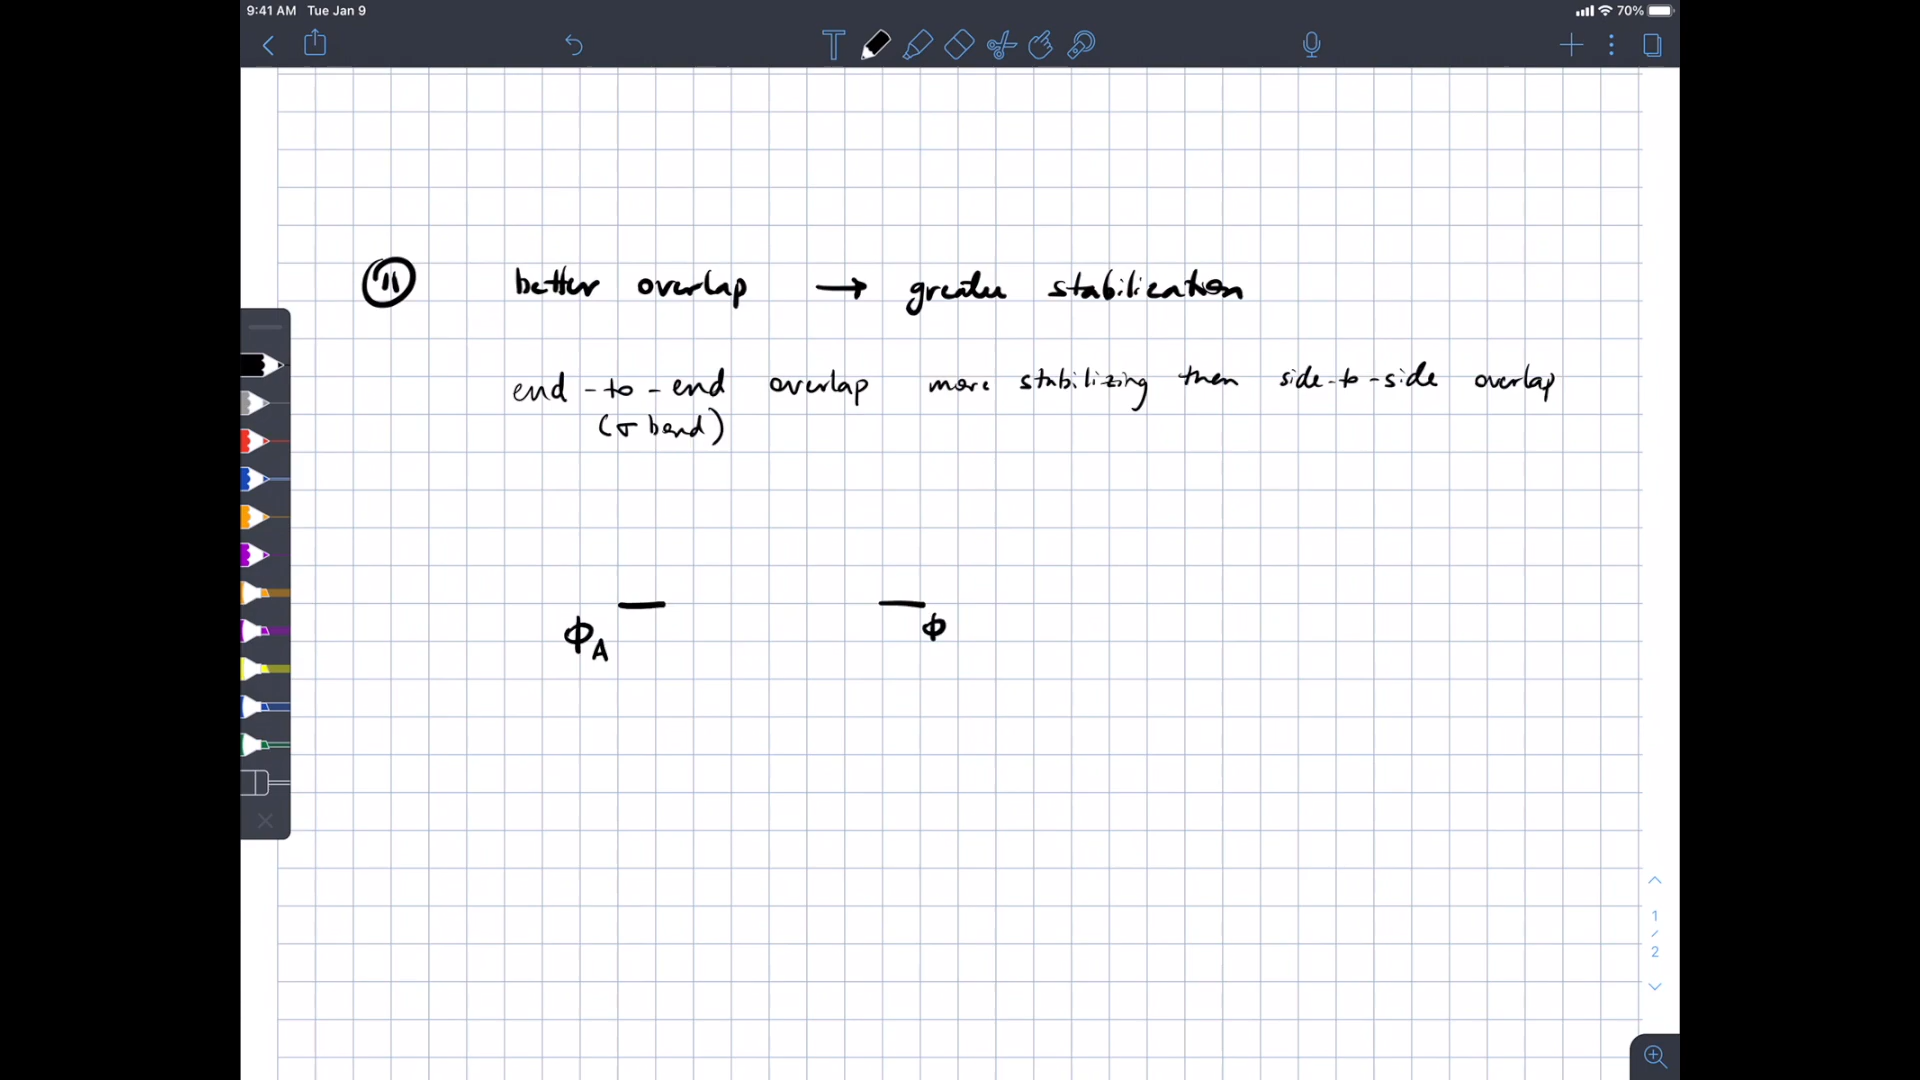 9:41 AM Tue Jan 9
70%
T
11 better overlap → greater stabilization
end-to-end overlap more stabilizing then side-to-side overlap
(σ bond)
ϕA ϕ
1
/
2